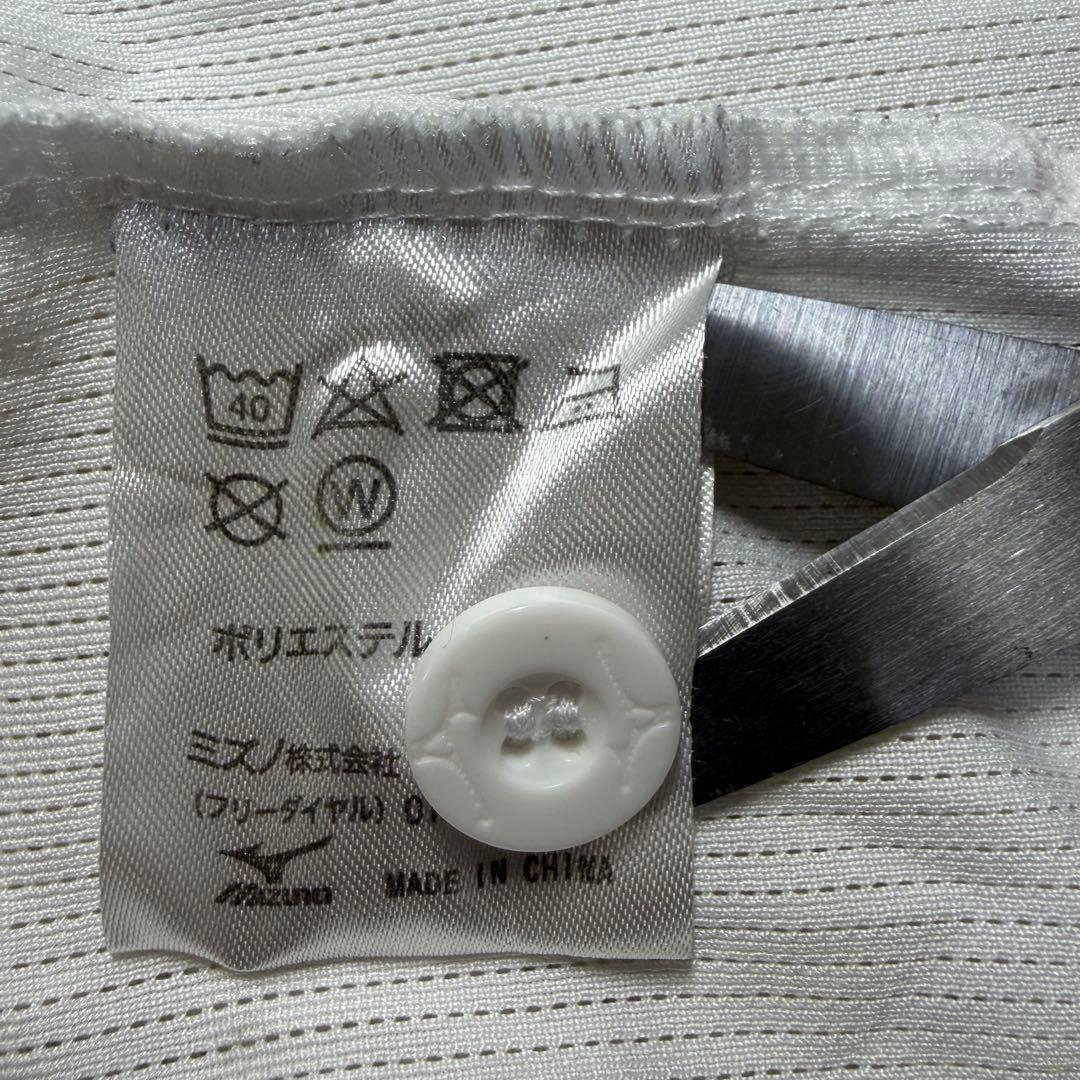 40
W
ポリエステル
ミズノ株式会社
(フリーダイヤル) 01
Mizuno
MADE IN CHINA